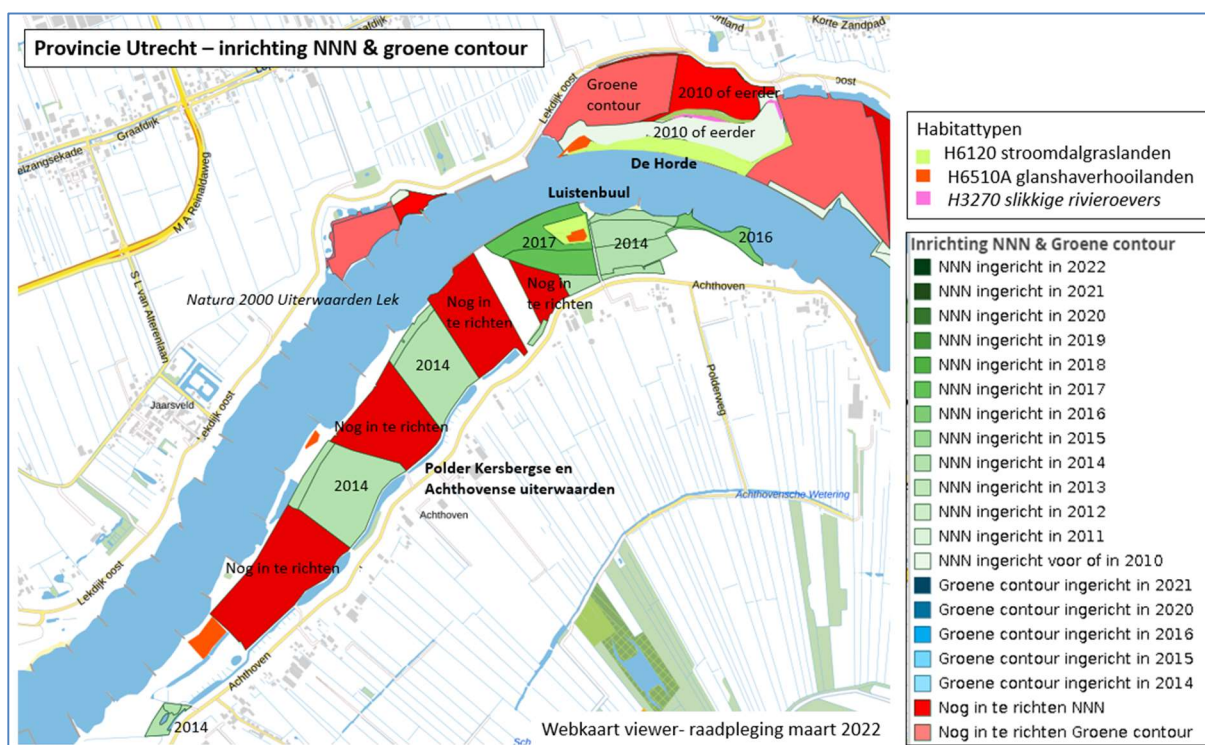 Provincie Utrecht – inrichting NNN & groene contour
Graafdijk
Korte Zandpad
elzangsekade
Graafdijk
M A Reinaldaweg
S L van Alterenlaan
Lekdijk oost
oost
Groene
contour
2010 of eerder
2010 of eerder
De Horde
Luistenbuul
2017
2014
2016
Natura 2000 Uiterwaarden Lek
Nog in
te richten
Nog in
te richten
Achthoven
Polderweg
2014
Jaarsveld
Lekdijk oost
Nog in te richten
Polder Kersbergse en
Achthovense uiterwaarden
2014
Achthoven
Achthovensche Wetering
Nog in te richten
Lekdijk oost
Achthoven
2014
Sch
Webkaart viewer- raadpleging maart 2022
Habitattypen
H6120 stroomdalgraslanden
H6510A glanshaverhooilanden
H3270 slikkige rivieroevers
Inrichting NNN & Groene contour
NNN ingericht in 2022
NNN ingericht in 2021
NNN ingericht in 2020
NNN ingericht in 2019
NNN ingericht in 2018
NNN ingericht in 2017
NNN ingericht in 2016
NNN ingericht in 2015
NNN ingericht in 2014
NNN ingericht in 2013
NNN ingericht in 2012
NNN ingericht in 2011
NNN ingericht voor of in 2010
Groene contour ingericht in 2021
Groene contour ingericht in 2020
Groene contour ingericht in 2016
Groene contour ingericht in 2015
Groene contour ingericht in 2014
Nog in te richten NNN
Nog in te richten Groene contour